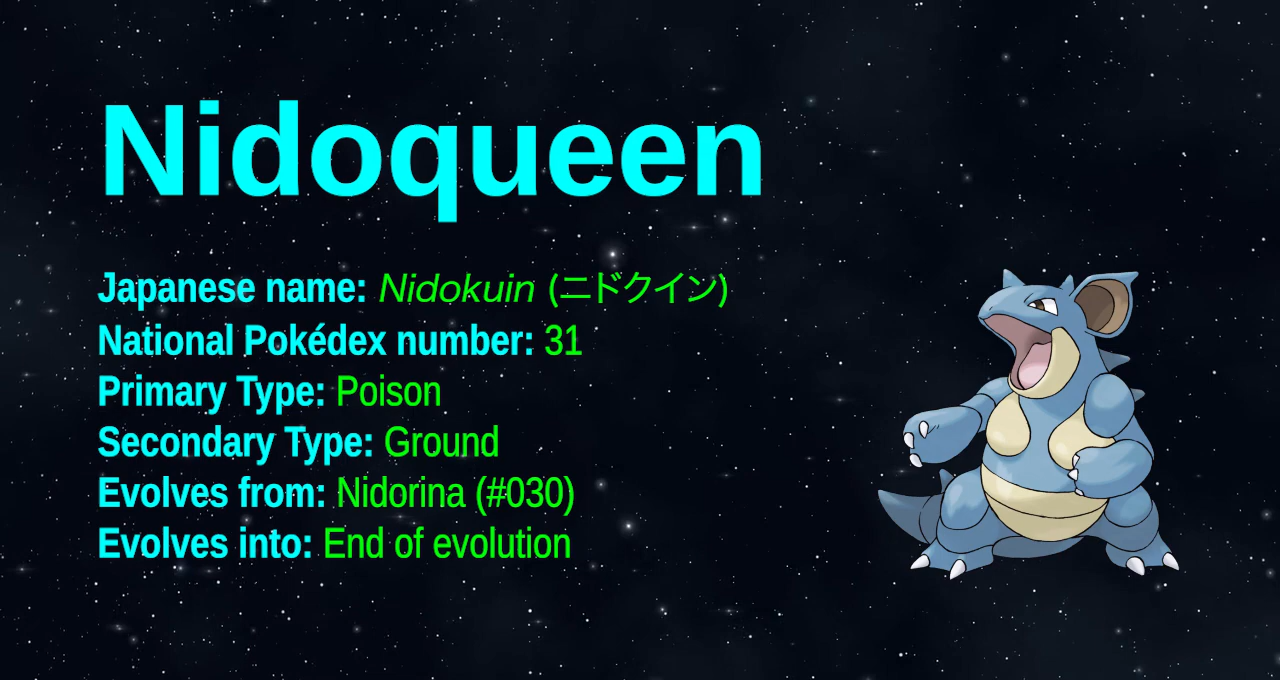 Nidoqueen
Japanese name: Nidokuin (ニドクイン)
National Pokédex number: 31
Primary Type: Poison
Secondary Type: Ground
Evolves from: Nidorina (#030)
Evolves into: End of evolution